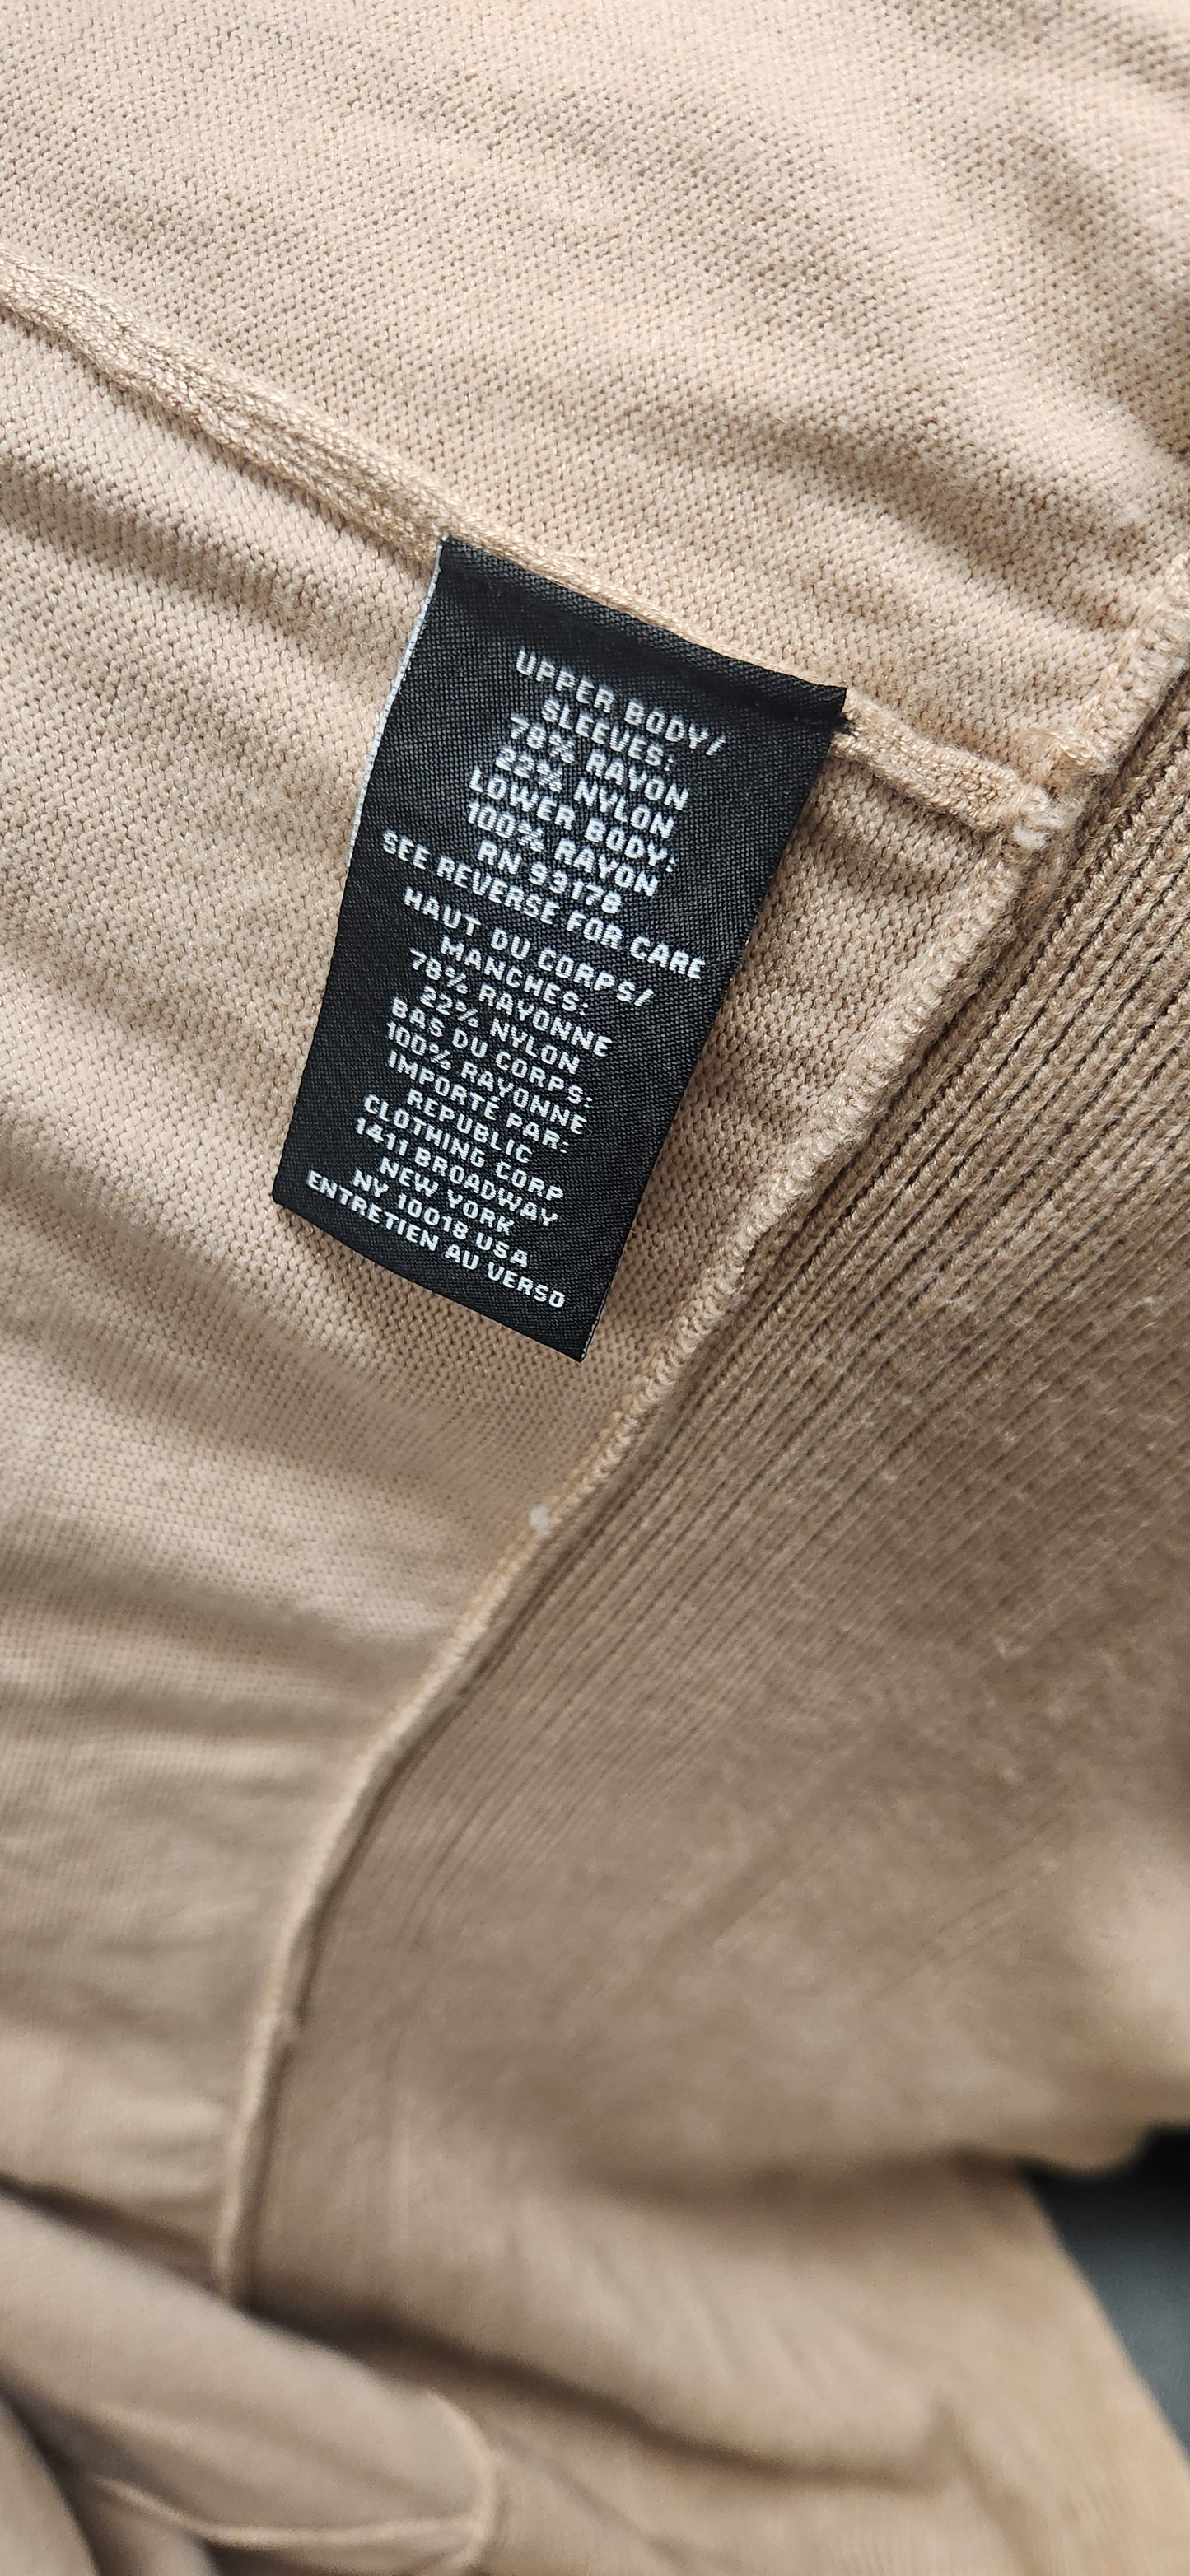 UPPER BODY/
SLEEVES:
78% RAYON
22% NYLON
LOWER BODY:
100% RAYON
RN 93178
SEE REVERSE FOR CARE
HAUT DU CORPS/
MANCHES:
78% RAYONNE
22% NYLON
BAS DU CORPS:
100% RAYONNE
IMPORTÉ PAR:
REPUBLIC
CLOTHING CORP
1411 BROADWAY
NEW YORK
NY 10018 USA
ENTRETIEN AU VERSO